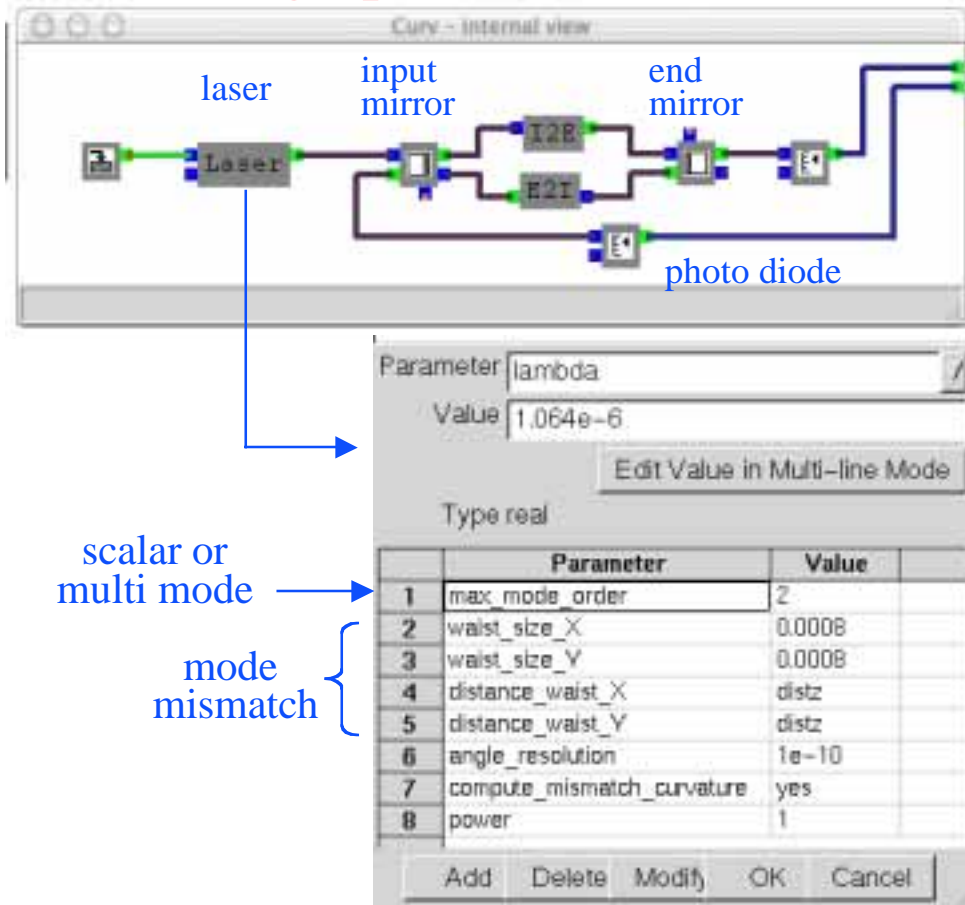 Curv - internal view
laser
input
mirror
end
mirror
Laser
I2E
E2I
photo diode
Parameter lambda
Value 1.064e-6
Edit Value in Multi-line Mode
Type real
scalar or
multi mode
mode
mismatch
Parameter Value
1 max_mode_order 2
2 waist_size_X 0.0008
3 waist_size_Y 0.0008
4 distance_waist_X distz
5 distance_waist_Y distz
6 angle_resolution 1e-10
7 compute_mismatch_curvature yes
8 power 1
Add Delete Modify OK Cancel